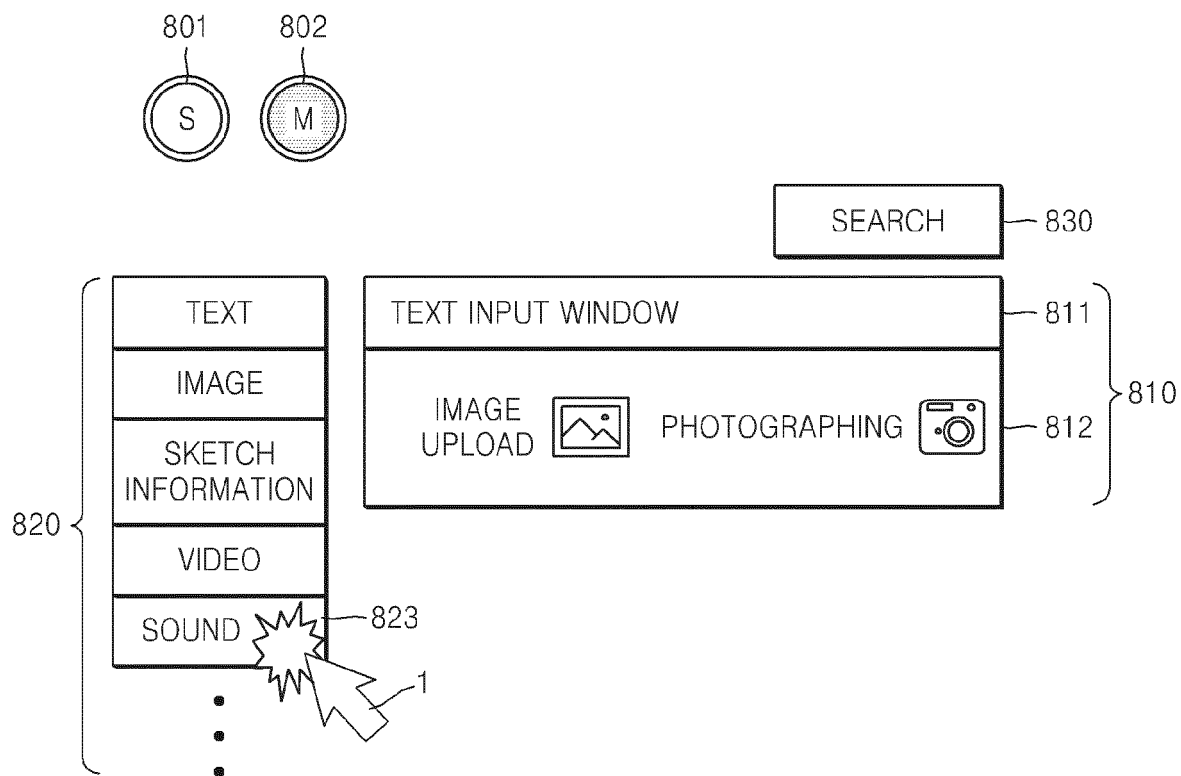 801
802
S
M
SEARCH
830
TEXT
IMAGE
SKETCH
INFORMATION
VIDEO
SOUND
820
823
1
TEXT INPUT WINDOW
811
IMAGE
UPLOAD
PHOTOGRAPHING
812
810